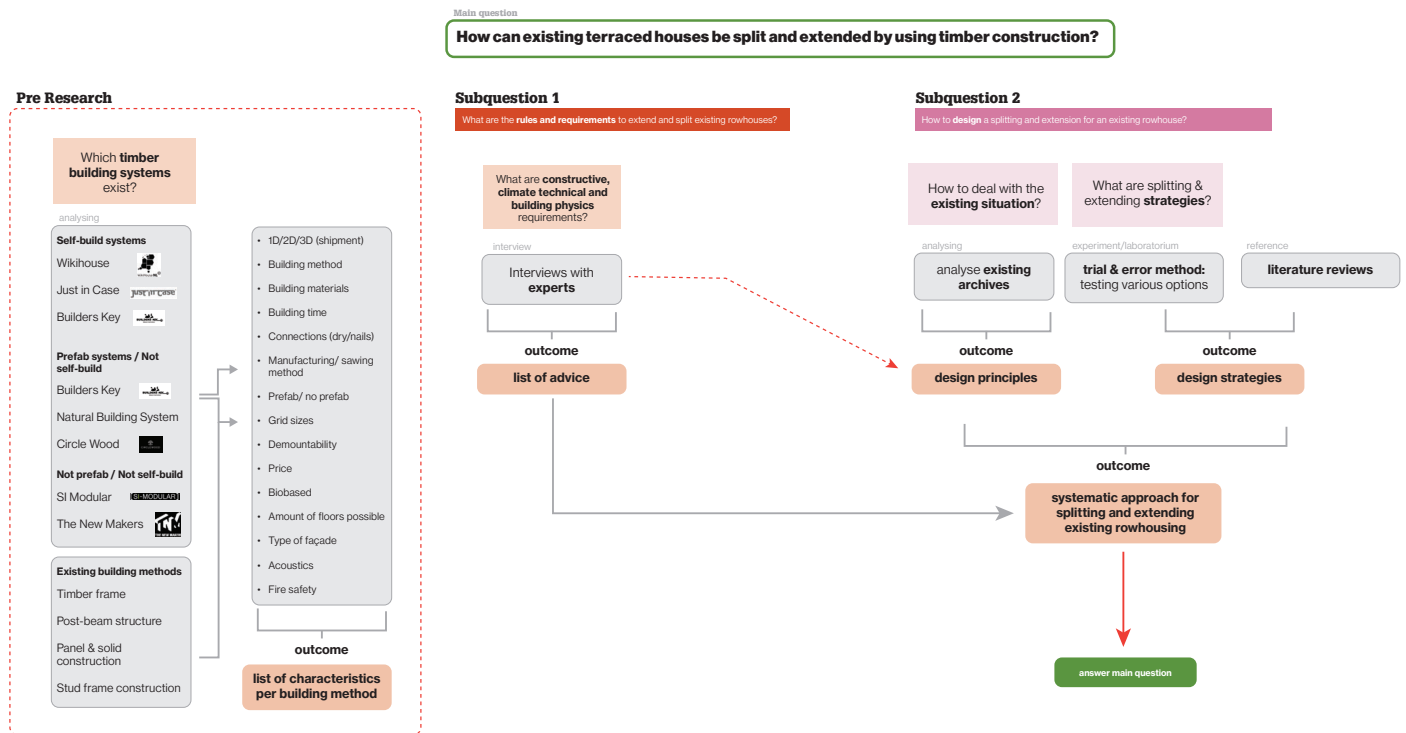 Main question
How can existing terraced houses be split and extended by using timber construction?
Pre Research
Which timber
building systems
exist?
analysing
Self-build systems
Wikihouse
Just in Case
just in case
Builders Key
Prefab systems / Not
self-build
Builders Key
Natural Building System
Circle Wood
Not prefab / Not self-build
SI Modular
[SI-MODULAR]
The New Makers
TN!
Existing building methods
Timber frame
Post-beam structure
Panel & solid
construction
Stud frame construction
• 1D/2D/3D (shipment)
• Building method
• Building materials
• Building time
• Connections (dry/nails)
• Manufacturing/ sawing
method
• Prefab/ no prefab
• Grid sizes
• Demountability
• Price
• Biobased
• Amount of floors possible
• Type of façade
• Acoustics
• Fire safety
outcome
list of characteristics
per building method
Subquestion 1
What are the rules and requirements to extend and split existing rowhouses?
What are constructive,
climate technical and
building physics
requirements?
interview
Interviews with
experts
outcome
list of advice
Subquestion 2
How to design a splitting and extension for an existing rowhouse?
How to deal with the
existing situation?
What are splitting &
extending strategies?
analysing
analyse existing
archives
experiment/laboratorium
trial & error method:
testing various options
reference
literature reviews
outcome
design principles
outcome
design strategies
outcome
systematic approach for
splitting and extending
existing rowhousing
answer main question